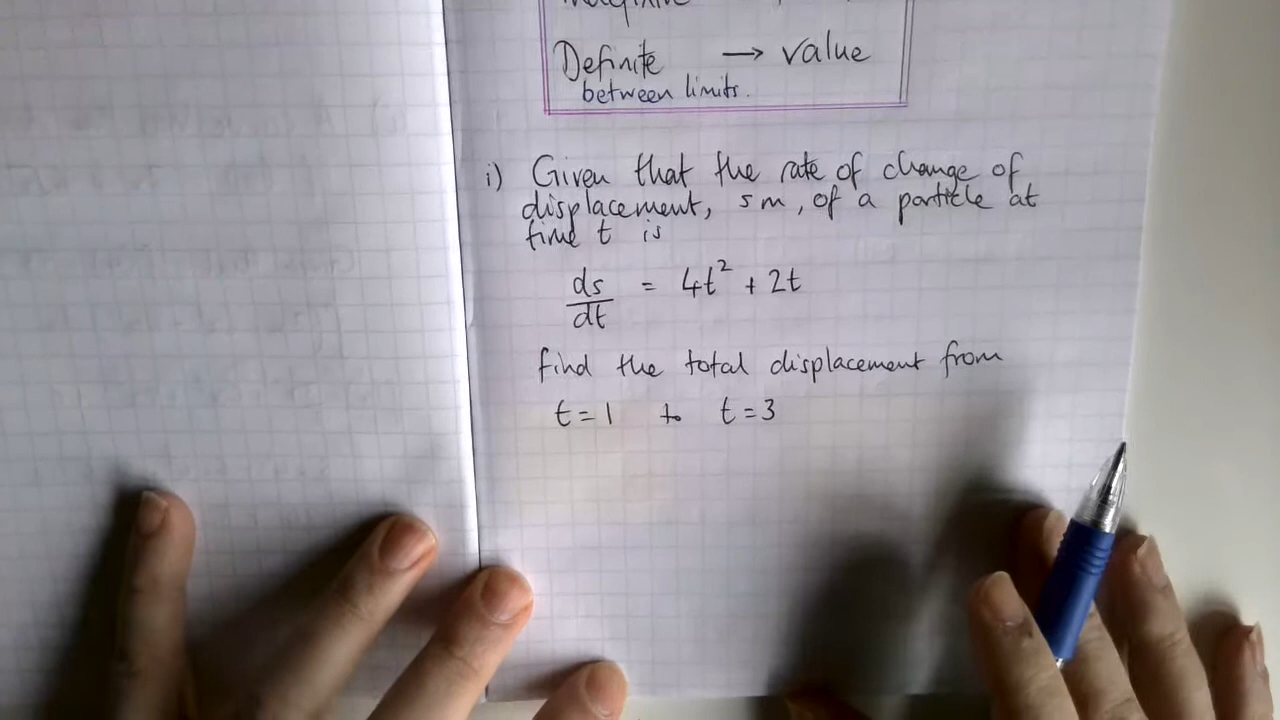 Definite → value
between limits.
i) Given that the rate of change of
displacement, s m, of a particle at
time t is
ds/dt = 4t² + 2t
find the total displacement from
t = 1 to t = 3